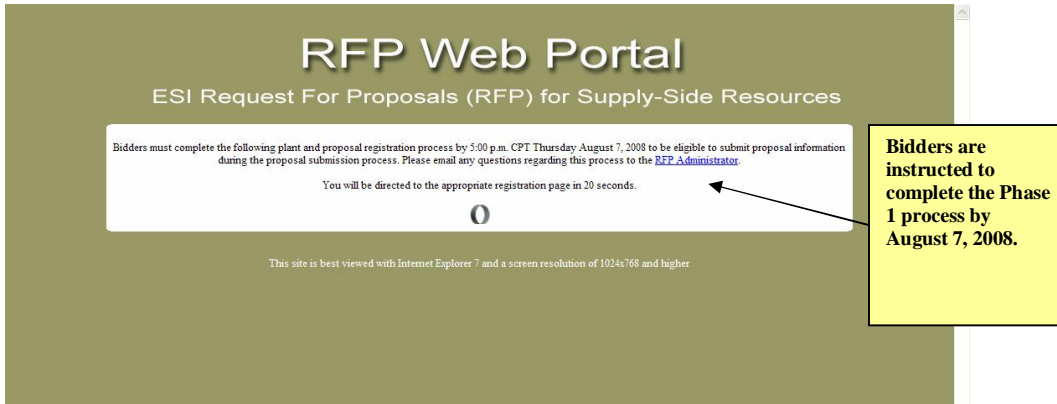 RFP Web Portal
ESI Request For Proposals (RFP) for Supply-Side Resources
Bidders must complete the following plant and proposal registration process by 5:00 p.m. CPT Thursday August 7, 2008 to be eligible to submit proposal information
during the proposal submission process. Please email any questions regarding this process to the RFP Administrator.
You will be directed to the appropriate registration page in 20 seconds.
This site is best viewed with Internet Explorer 7 and a screen resolution of 1024x768 and higher
Bidders are
instructed to
complete the Phase
1 process by
August 7, 2008.